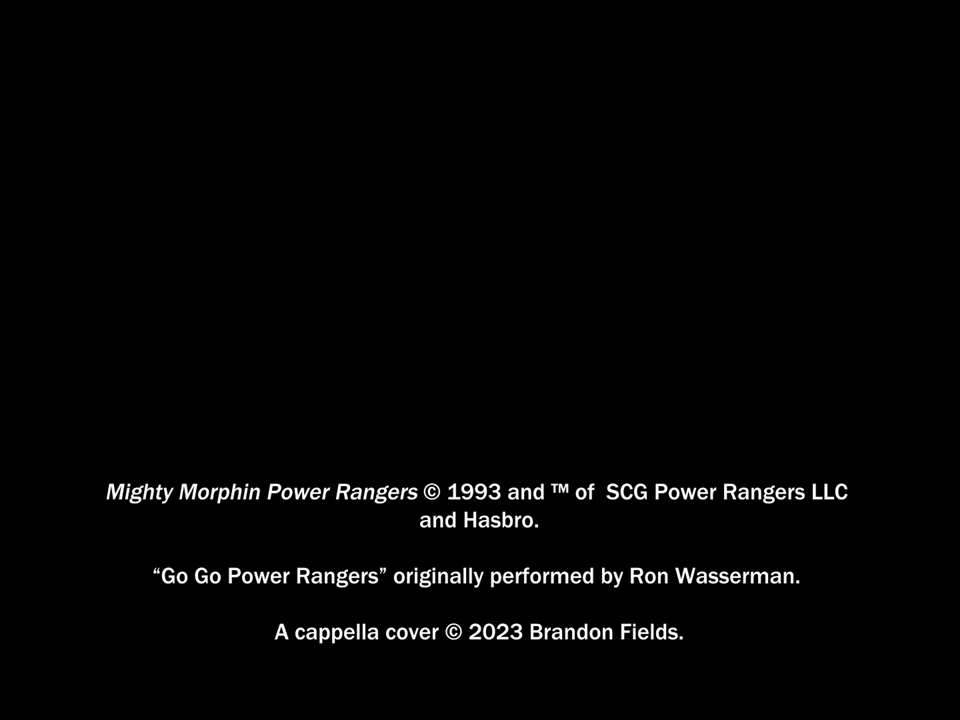 Mighty Morphin Power Rangers © 1993 and ™ of  SCG Power Rangers LLC
and Hasbro.
“Go Go Power Rangers” originally performed by Ron Wasserman.
A cappella cover © 2023 Brandon Fields.